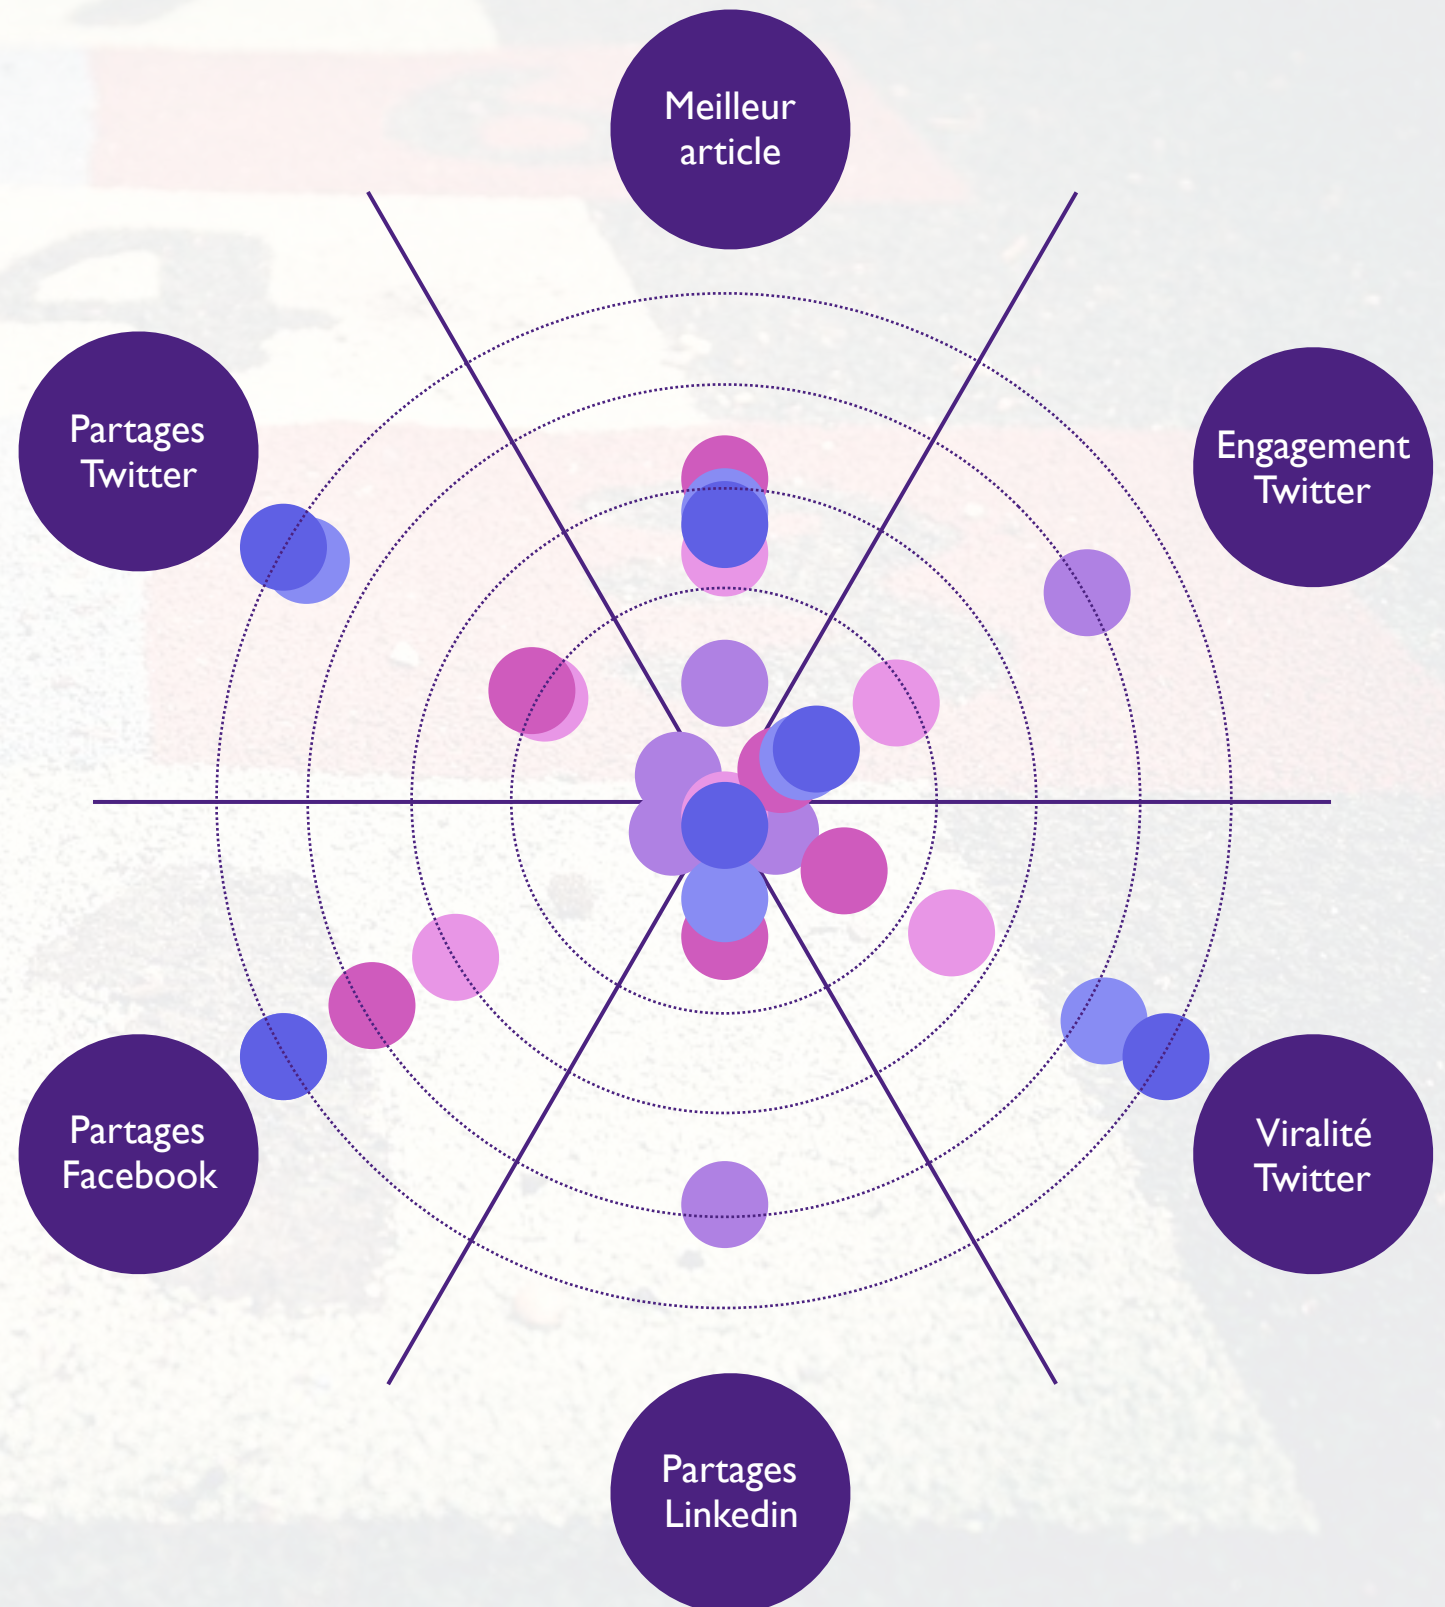 Meilleur
article
Partages
Twitter
Engagement
Twitter
Partages
Facebook
Viralité
Twitter
Partages
Linkedin